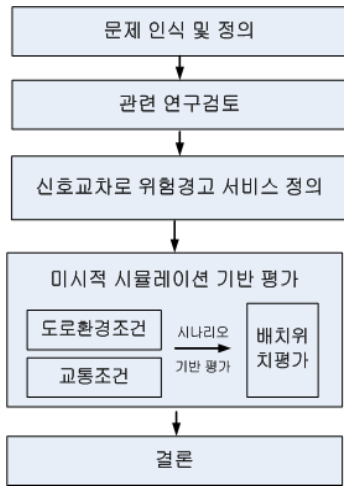 문제 인식 및 정의
관련 연구검토
신호교차로 위험경고 서비스 정의
미시적 시뮬레이션 기반 평가
도로환경조건
교통조건
시나리오
기반 평가
배치위
치평가
결론